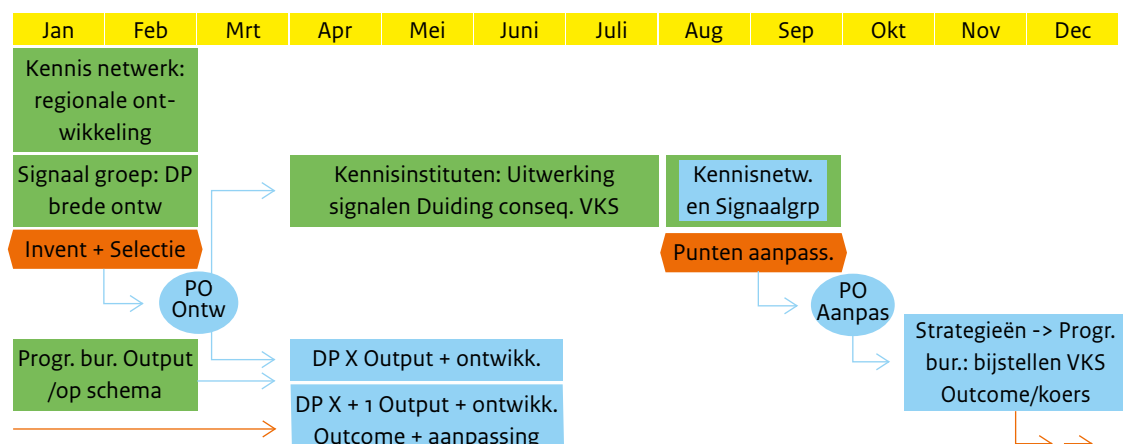 Jan Feb Mrt Apr Mei Juni Juli Aug Sep Okt Nov Dec
Kennis netwerk:
regionale ont-
wikkeling
Signaal groep: DP
brede ontw
Kennisinstituten: Uitwerking
signalen Duiding conseq. VKS
Kennisnetw.
en Signaalgrp
Invent + Selectie
Punten aanpass.
PO
Ontw
PO
Aanpas
Progr. bur. Output
/op schema
DP X Output + ontwikk.
DP X + 1 Output + ontwikk.
Outcome + aanpassing
Strategieën -> Progr.
bur.: bijstellen VKS
Outcome/koers